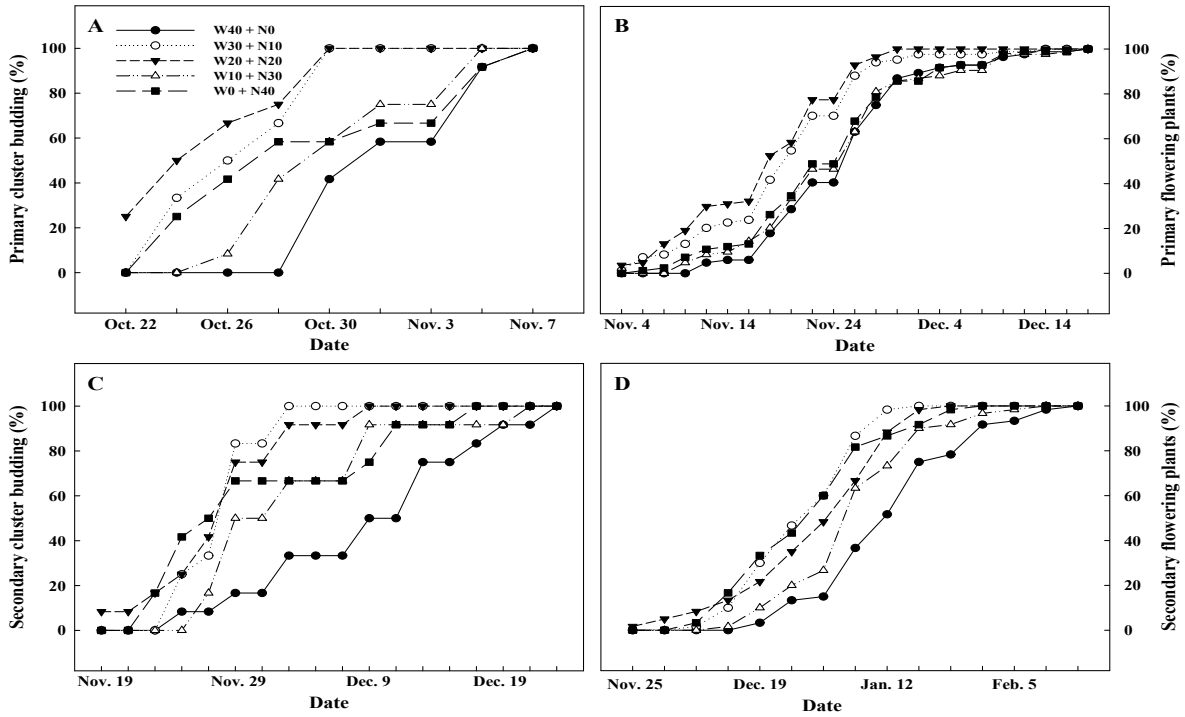 A
W40 + N0
W30 + N10
W20 + N20
W10 + N30
W0 + N40
Primary cluster budding (%)
100
80
60
40
20
0
Oct. 22 Oct. 26 Oct. 30 Nov. 3 Nov. 7
Date
B
100
80
60
40
20
0
Primary flowering plants (%)
Nov. 4 Nov. 14 Nov. 24 Dec. 4 Dec. 14
Date
C
Secondary cluster budding (%)
100
80
60
40
20
0
Nov. 19 Nov. 29 Dec. 9 Dec. 19
Date
D
100
80
60
40
20
0
Secondary flowering plants (%)
Nov. 25 Dec. 19 Jan. 12 Feb. 5
Date